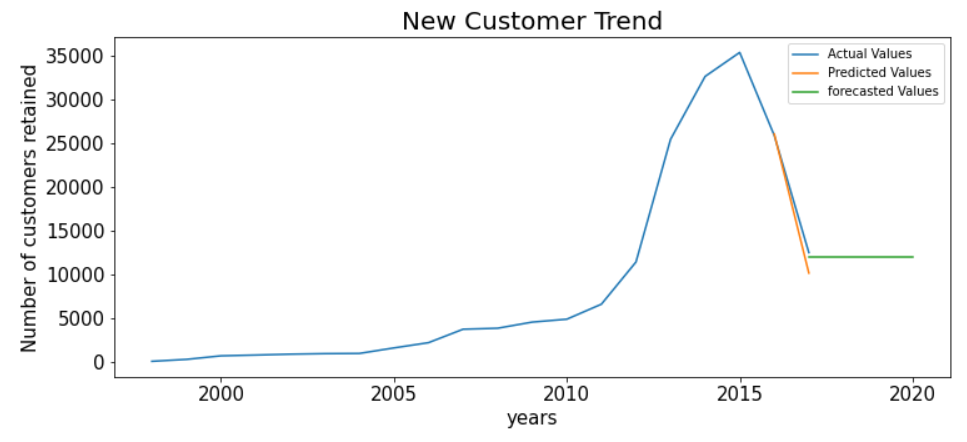 New Customer Trend
Number of customers retained
35000
30000
25000
20000
15000
10000
5000
0
Actual Values
Predicted Values
forecasted Values
2000 2005 2010 2015 2020
years